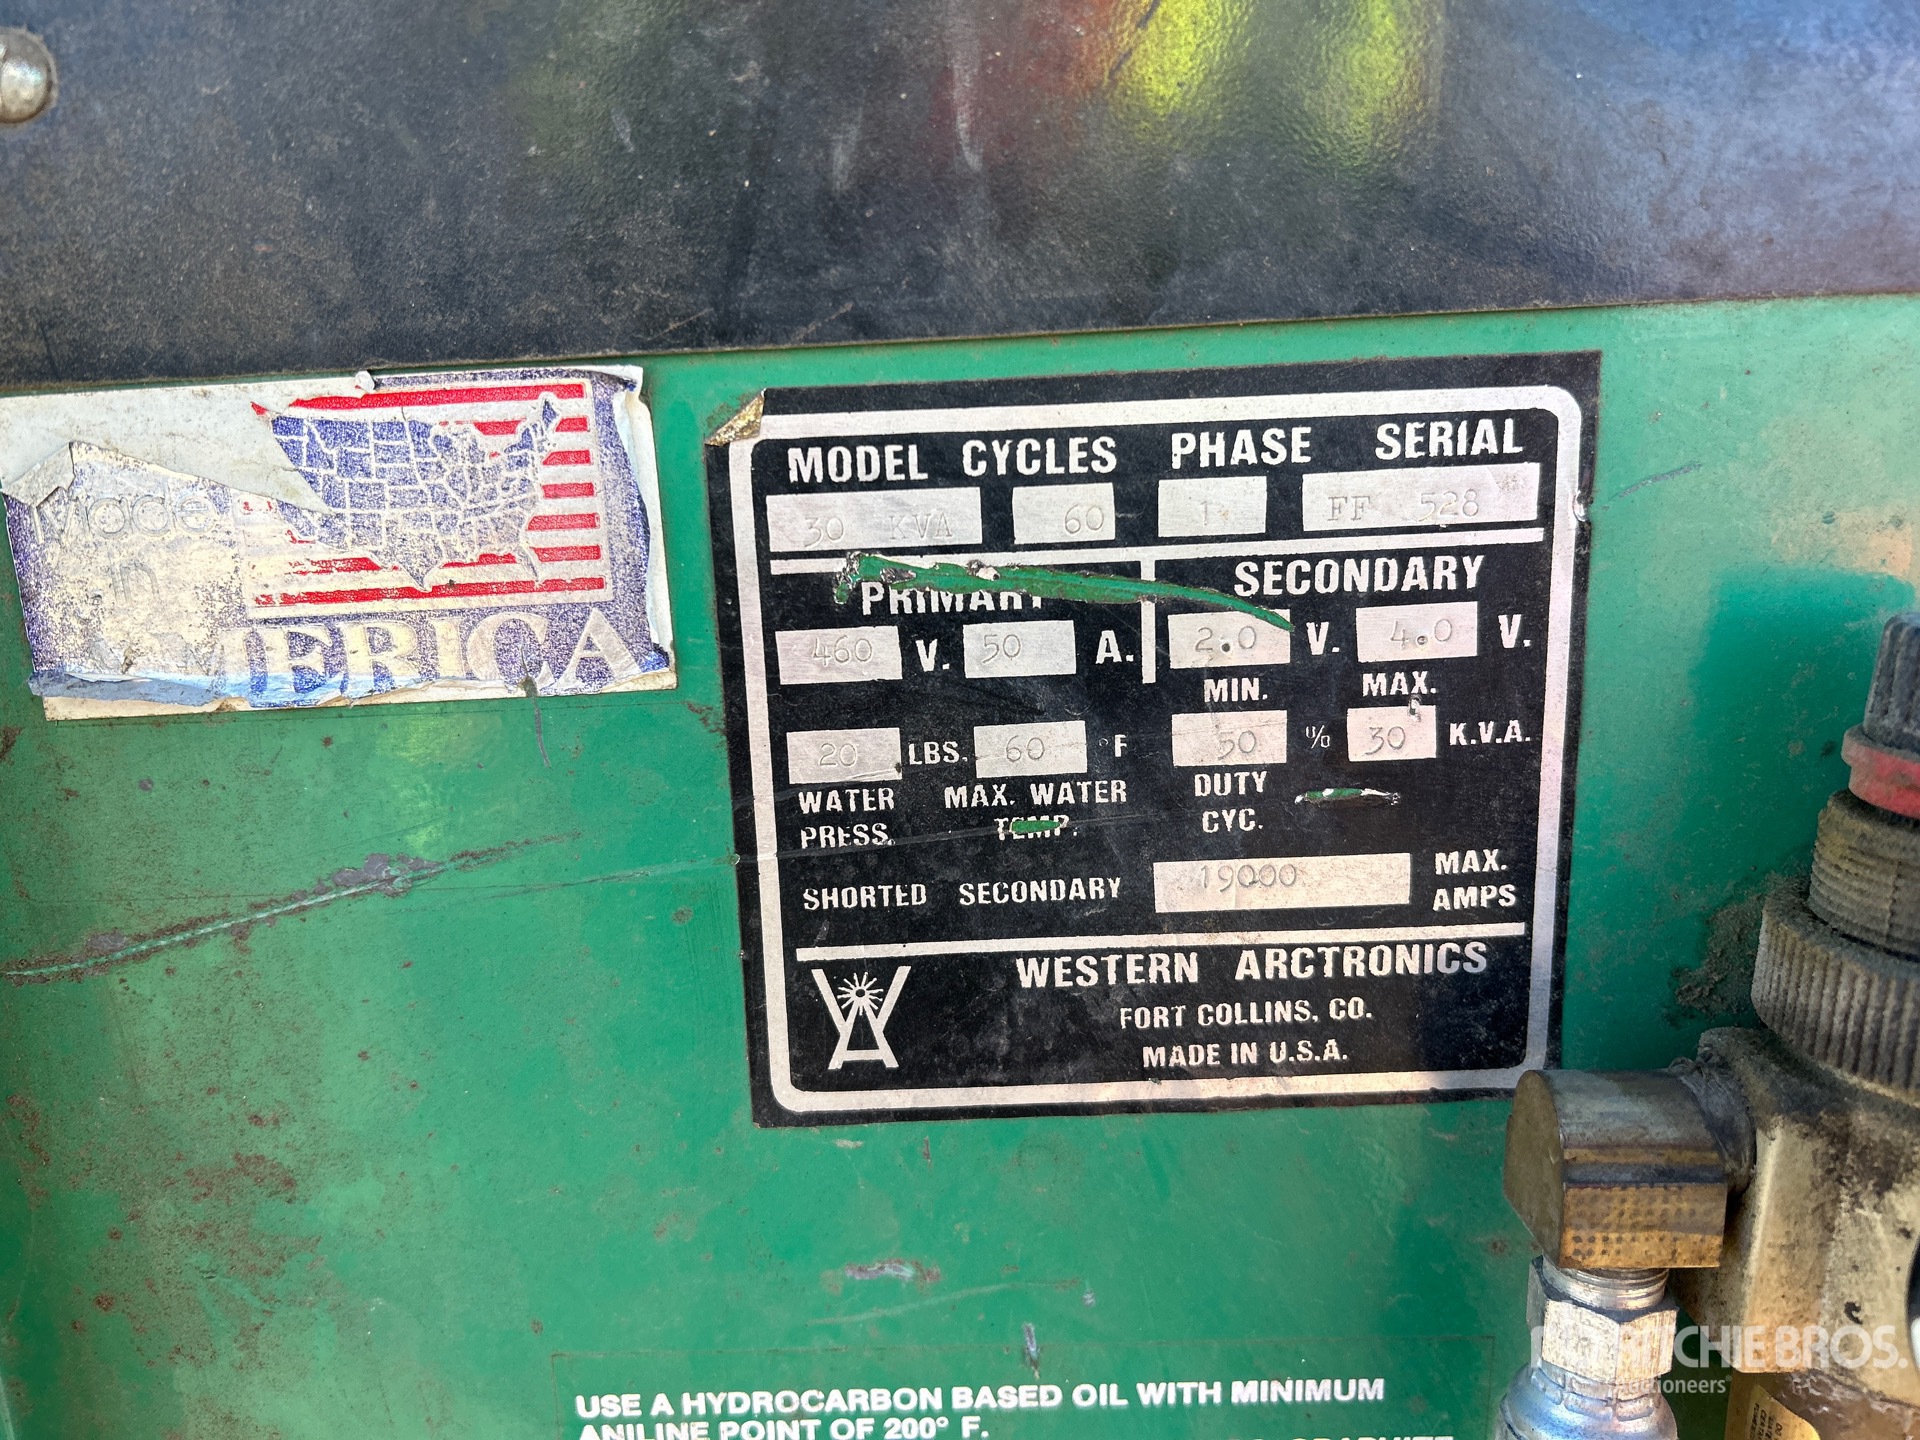 Made
in
AMERICA
MODEL CYCLES PHASE SERIAL
30 KVA 60 1 FF 528
PRIMARY SECONDARY
460 V. 50 A. 2.0 V. 4.0 V.
MIN. MAX.
20 LBS. 60 °F 50 % 30 K.V.A.
WATER PRESS. MAX. WATER TEMP. DUTY CYC.
SHORTED SECONDARY 19000 MAX. AMPS
WESTERN ARCTRONICS
FORT COLLINS, CO.
MADE IN U.S.A.
USE A HYDROCARBON BASED OIL WITH MINIMUM
ANILINE POINT OF 200° F.
RITCHIE BROS.
Auctioneers